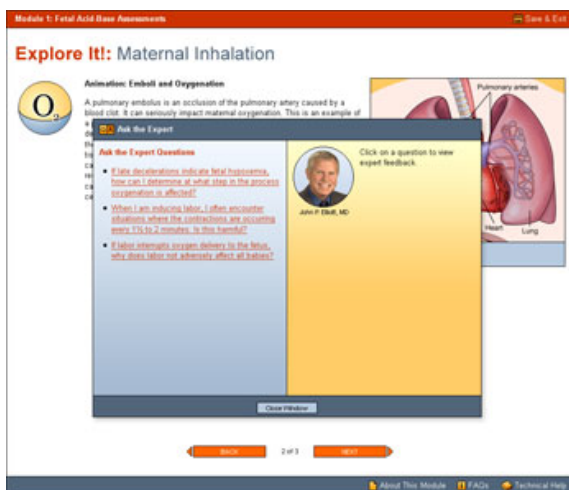 Module 1: Fetal Acid-Base Assessments
Save & Exit
Explore It!: Maternal Inhalation
O2
Animation: Emboli and Oxygenation
A pulmonary embolus is an occlusion of the pulmonary artery caused by a
blood clot. It can seriously impact maternal oxygenation. This is an example of
Pulmonary arteries
Heart
Lung
Ask the Expert
Ask the Expert Questions
If late decelerations indicate fetal hypoxemia,
how can I determine at what step in the process
oxygenation is affected?
When I am inducing labor, I often encounter
situations where the contractions are occurring
every 1½ to 2 minutes. Is this harmful?
If labor interrupts oxygen delivery to the fetus,
why does labor not adversely affect all babies?
Click on a question to view
expert feedback.
John P. Elliott, MD
Close Window
BACK
2 of 3
NEXT
About This Module
FAQs
Technical Help